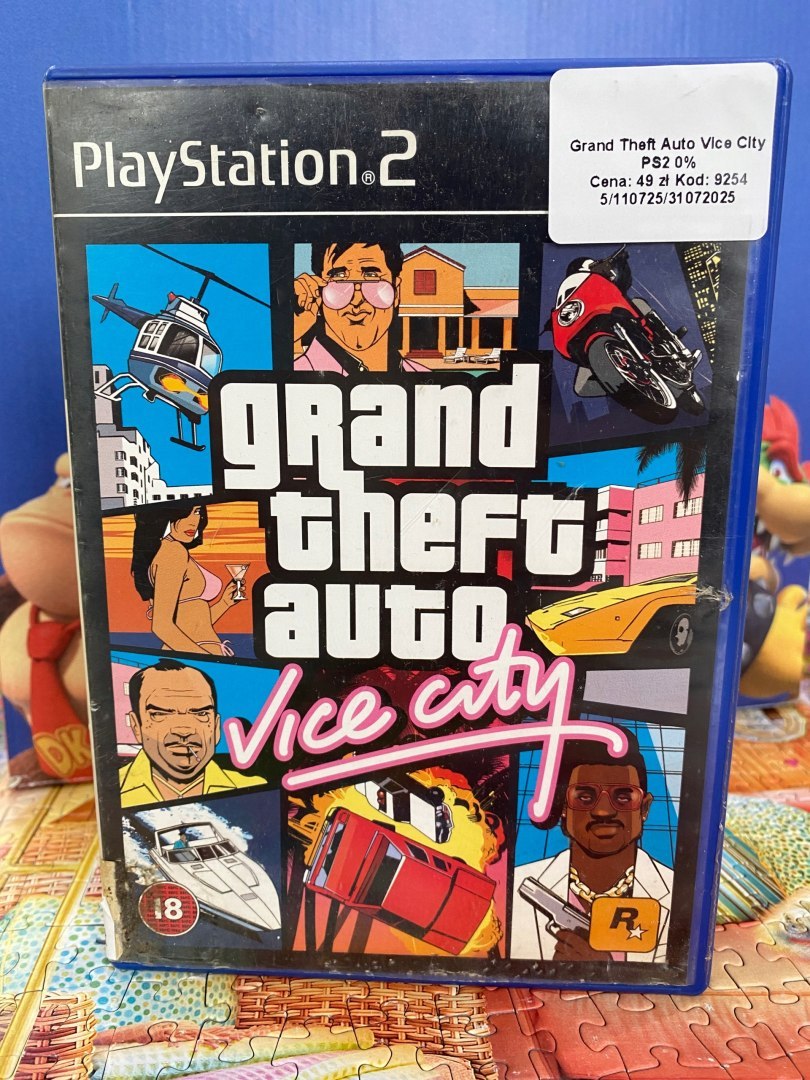 PlayStation®2
Grand Theft Auto Vice City
PS2 0%
Cena: 49 zł Kod: 9254
5/110725/31072025
grand
theft
auto
Vice City
18
R
DK